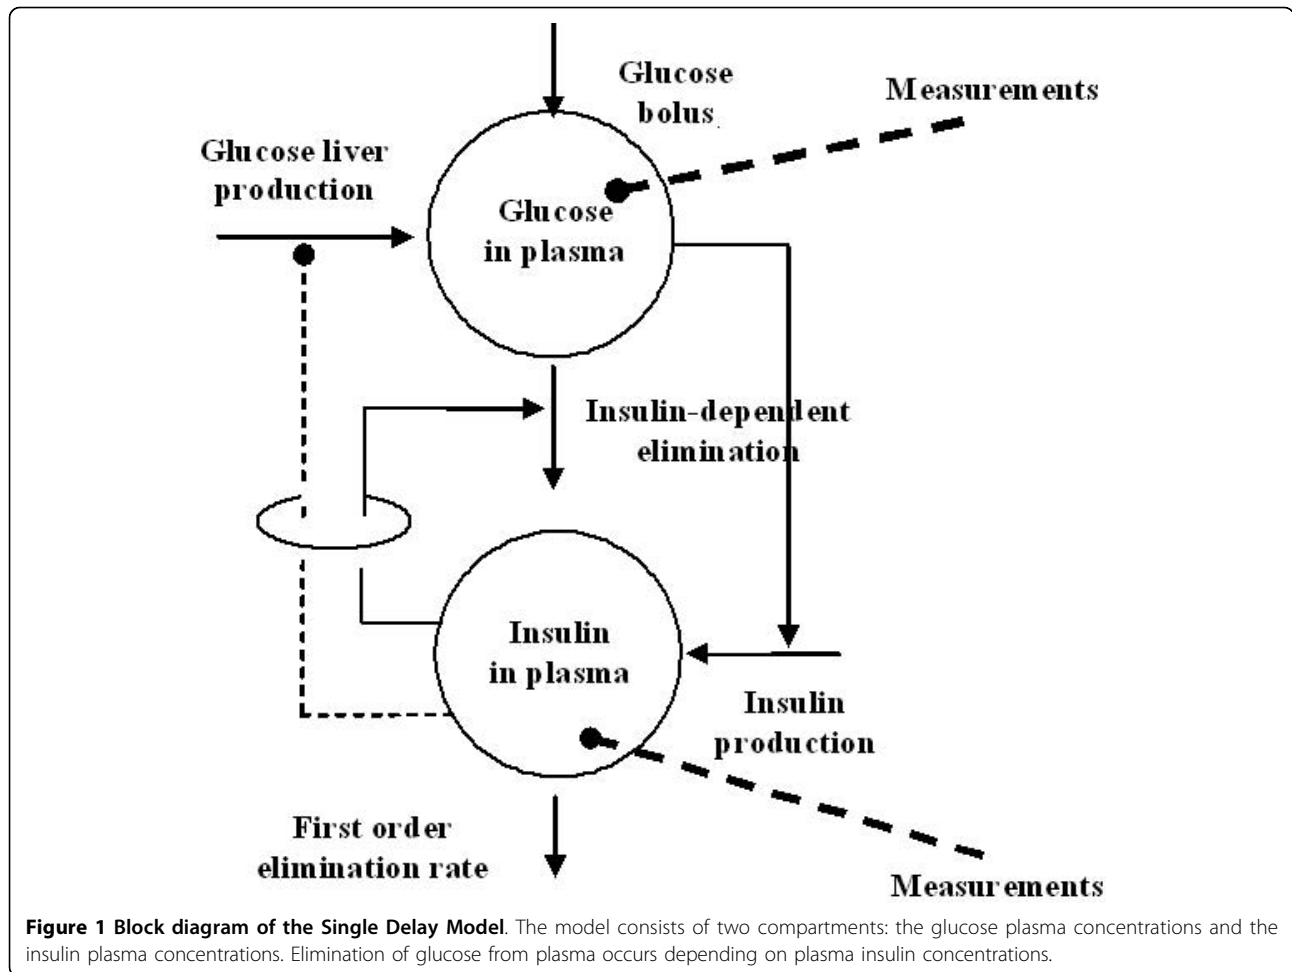 Glucose
bolus
Measurements
Glucose liver
production
Glucose
in plasma
Insulin-dependent
elimination
Insulin
in plasma
Insulin
production
First order
elimination rate
Measurements
Figure 1 Block diagram of the Single Delay Model. The model consists of two compartments: the glucose plasma concentrations and the
insulin plasma concentrations. Elimination of glucose from plasma occurs depending on plasma insulin concentrations.